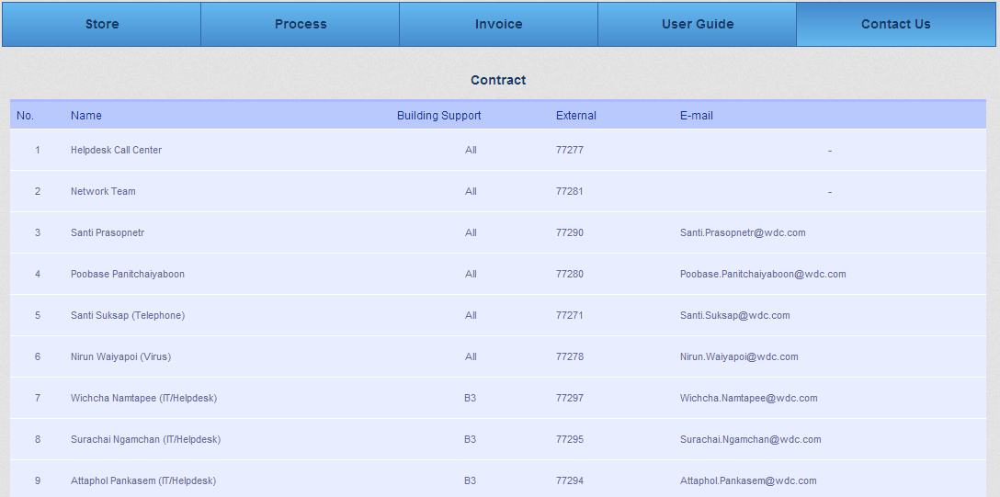 Store Process Invoice User Guide Contact Us
Contract
No. Name Building Support External E-mail
1 Helpdesk Call Center All 77277 -
2 Network Team All 77281 -
3 Santi Prasopnetr All 77290 Santi.Prasopnetr@wdc.com
4 Poobase Panitchaiyaboon All 77280 Poobase.Panitchaiyaboon@wdc.com
5 Santi Suksap (Telephone) All 77271 Santi.Suksap@wdc.com
6 Nirun Waiyapoi (Virus) All 77278 Nirun.Waiyapoi@wdc.com
7 Wichcha Namtapee (IT/Helpdesk) B3 77297 Wichcha.Namtapee@wdc.com
8 Surachai Ngamchan (IT/Helpdesk) B3 77295 Surachai.Ngamchan@wdc.com
9 Attaphol Pankasem (IT/Helpdesk) B3 77294 Attaphol.Pankasem@wdc.com